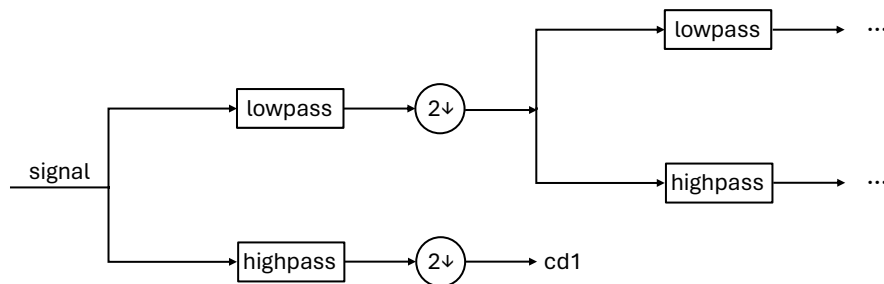 lowpass
...
lowpass
2↓
signal
highpass
...
highpass
2↓
cd1